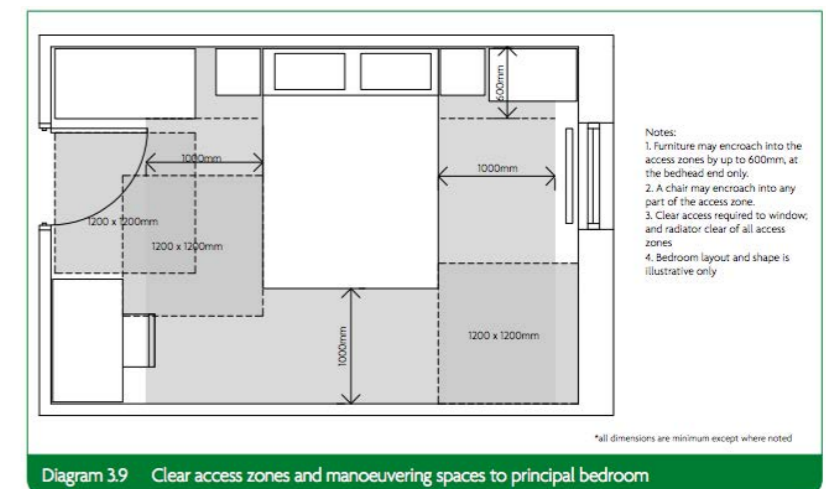 600mm
1000mm
1000mm
1200 x 1200mm
1200 x 1200mm
1000mm
1200 x 1200mm
Notes:
1. Furniture may encroach into the
access zones by up to 600mm, at
the bedhead end only.
2. A chair may encroach into any
part of the access zone.
3. Clear access required to window;
and radiator clear of all access
zones
4. Bedroom layout and shape is
illustrative only
*all dimensions are minimum except where noted
Diagram 3.9 Clear access zones and manoeuvering spaces to principal bedroom